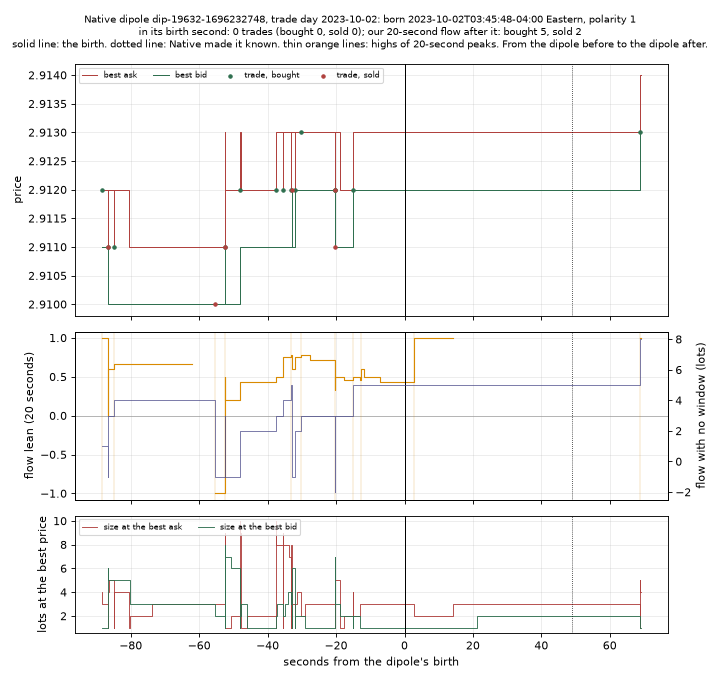 Native dipole dip-19632-1696232748, trade day 2023-10-02: born 2023-10-02T03:45:48-04:00 Eastern, polarity 1
in its birth second: 0 trades (bought 0, sold 0); our 20-second flow after it: bought 5, sold 2
solid line: the birth. dotted line: Native made it known. thin orange lines: highs of 20-second peaks. From the dipole before to the dipole after.
best ask
best bid
trade, bought
trade, sold
2.9140
2.9135
2.9130
2.9125
2.9120
2.9115
2.9110
2.9105
2.9100
price
1.0
0.5
0.0
−0.5
−1.0
flow lean (20 seconds)
8
6
4
2
0
−2
flow with no window (lots)
size at the best ask
size at the best bid
10
8
6
4
2
lots at the best price
−80
−60
−40
−20
0
20
40
60
seconds from the dipole's birth